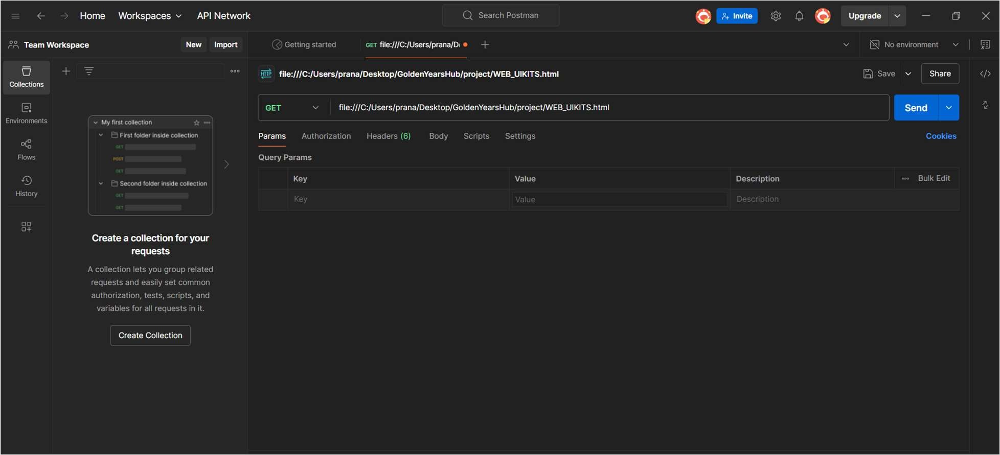 Home Workspaces API Network Search Postman Invite Upgrade
Team Workspace New Import Getting started GET file:///C:/Users/prana/De No environment
Collections
Environments
Flows
History
My first collection
First folder inside collection
GET
POST
GET
Second folder inside collection
GET
GET
Create a collection for your
requests
A collection lets you group related
requests and easily set common
authorization, tests, scripts, and
variables for all requests in it.
Create Collection
HTTP file:///C:/Users/prana/Desktop/GoldenYearsHub/project/WEB_UIKITS.html Save Share
GET file:///C:/Users/prana/Desktop/GoldenYearsHub/project/WEB_UIKITS.html Send
Params Authorization Headers (6) Body Scripts Settings Cookies
Query Params
Key Value Description Bulk Edit
Key Value Description